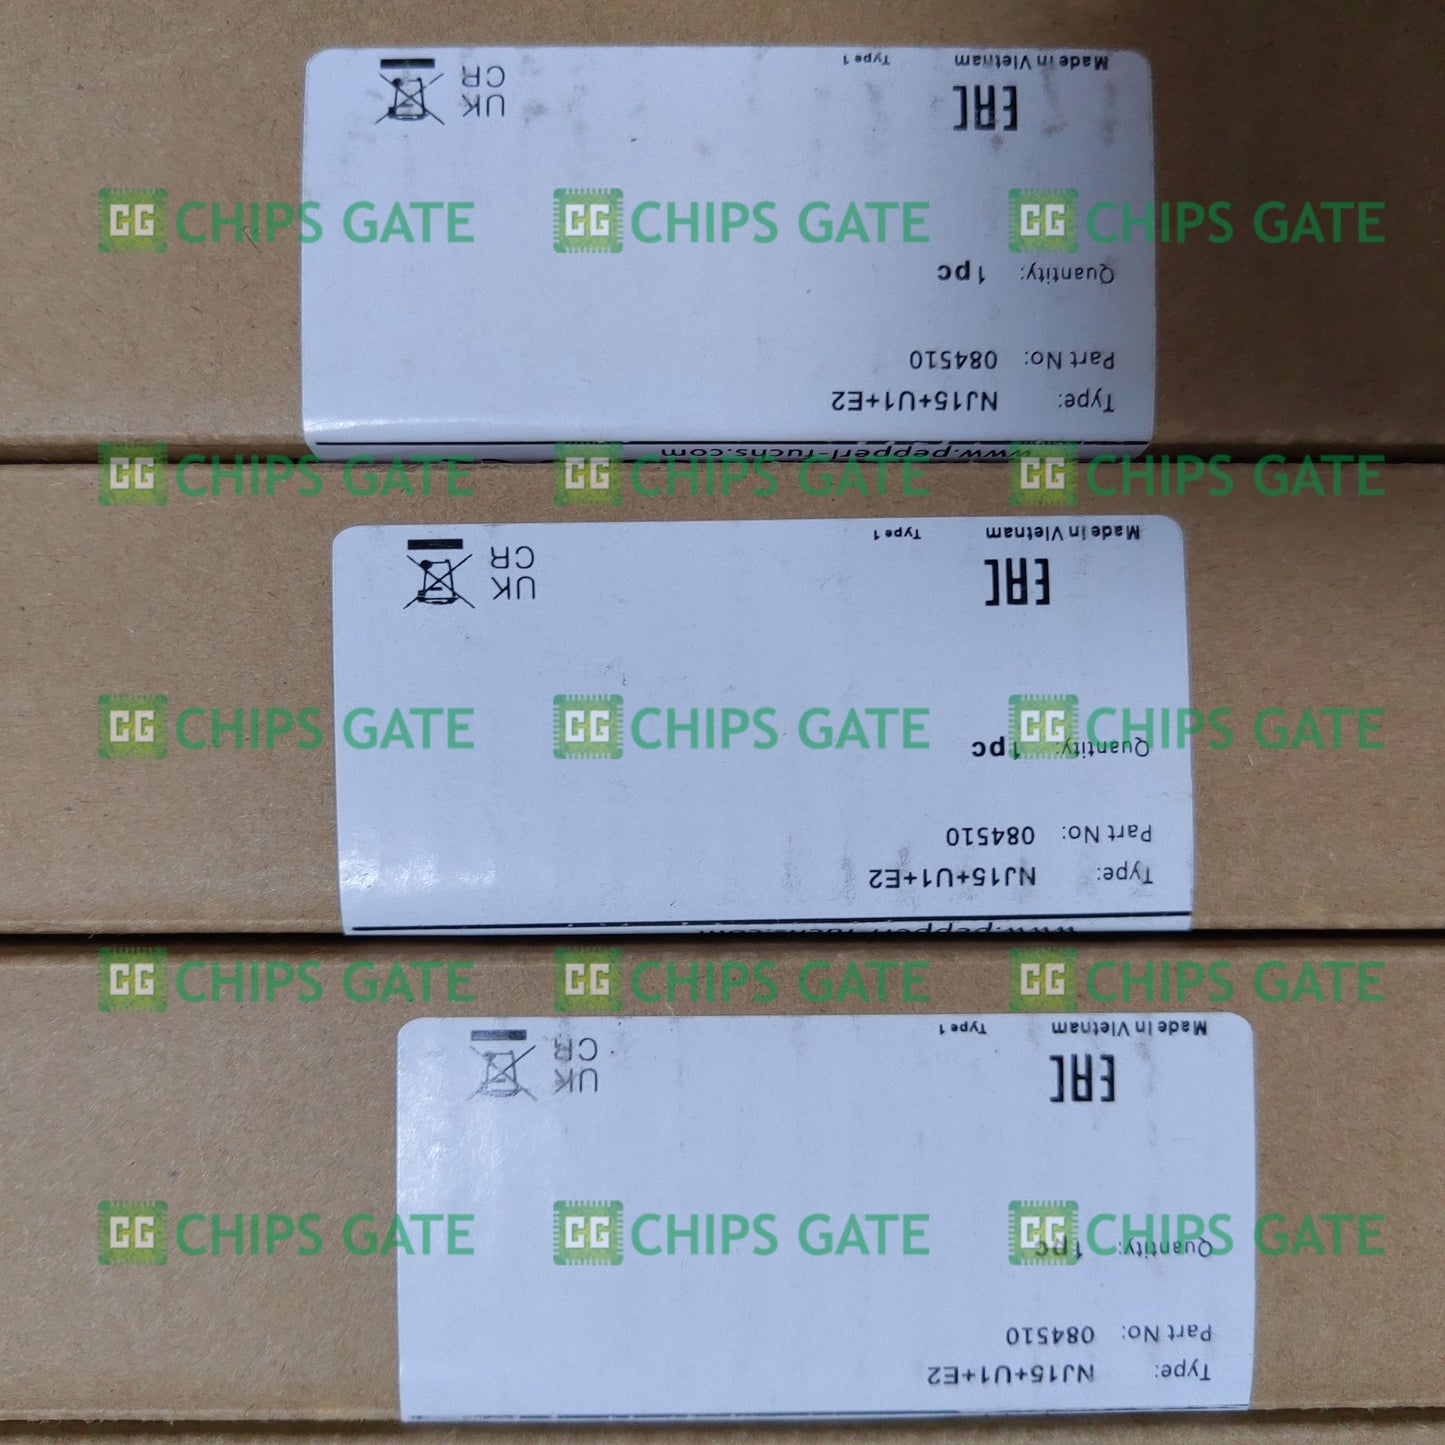 www.pepperl-fuchs.com
Type: NJ15+U1+E2
Part No: 084510
Quantity: 1pc
EAC
UK
CR
Made in Vietnam Type 1
www.pepperl-fuchs.com
Type: NJ15+U1+E2
Part No: 084510
Quantity: 1pc
EAC
UK
CR
Made in Vietnam Type 1
Type: NJ15+U1+E2
Part No: 084510
Quantity: 1pc
EAC
UK
CR
Made in Vietnam Type 1
CG CHIPS GATE CG CHIPS GATE CG CHIPS GATE
CG CHIPS GATE CG CHIPS GATE CG CHIPS GATE
CG CHIPS GATE CG CHIPS GATE CG CHIPS GATE
CG CHIPS GATE CG CHIPS GATE CG CHIPS GATE
CG CHIPS GATE CG CHIPS GATE CG CHIPS GATE